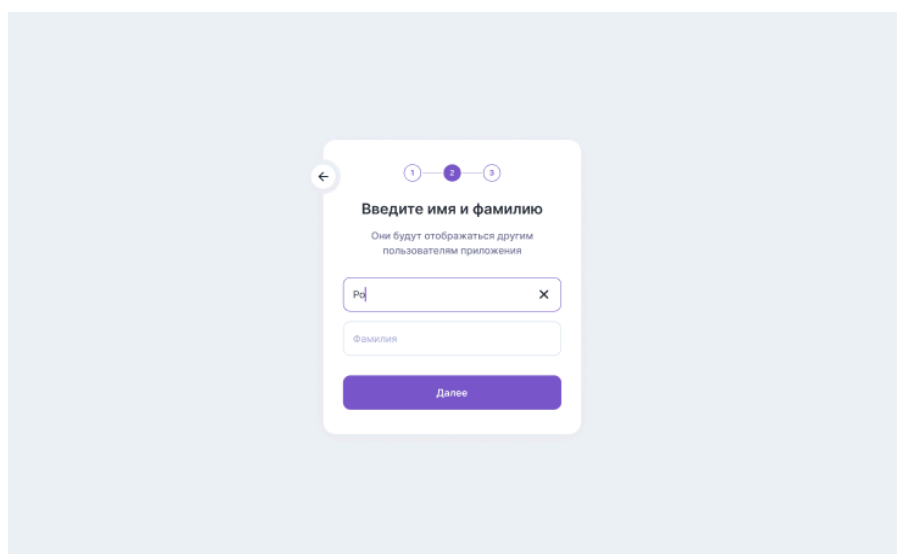 1 2 3
Введите имя и фамилию
Они будут отображаться другим
пользователям приложения
Ро
Фамилия
Далее